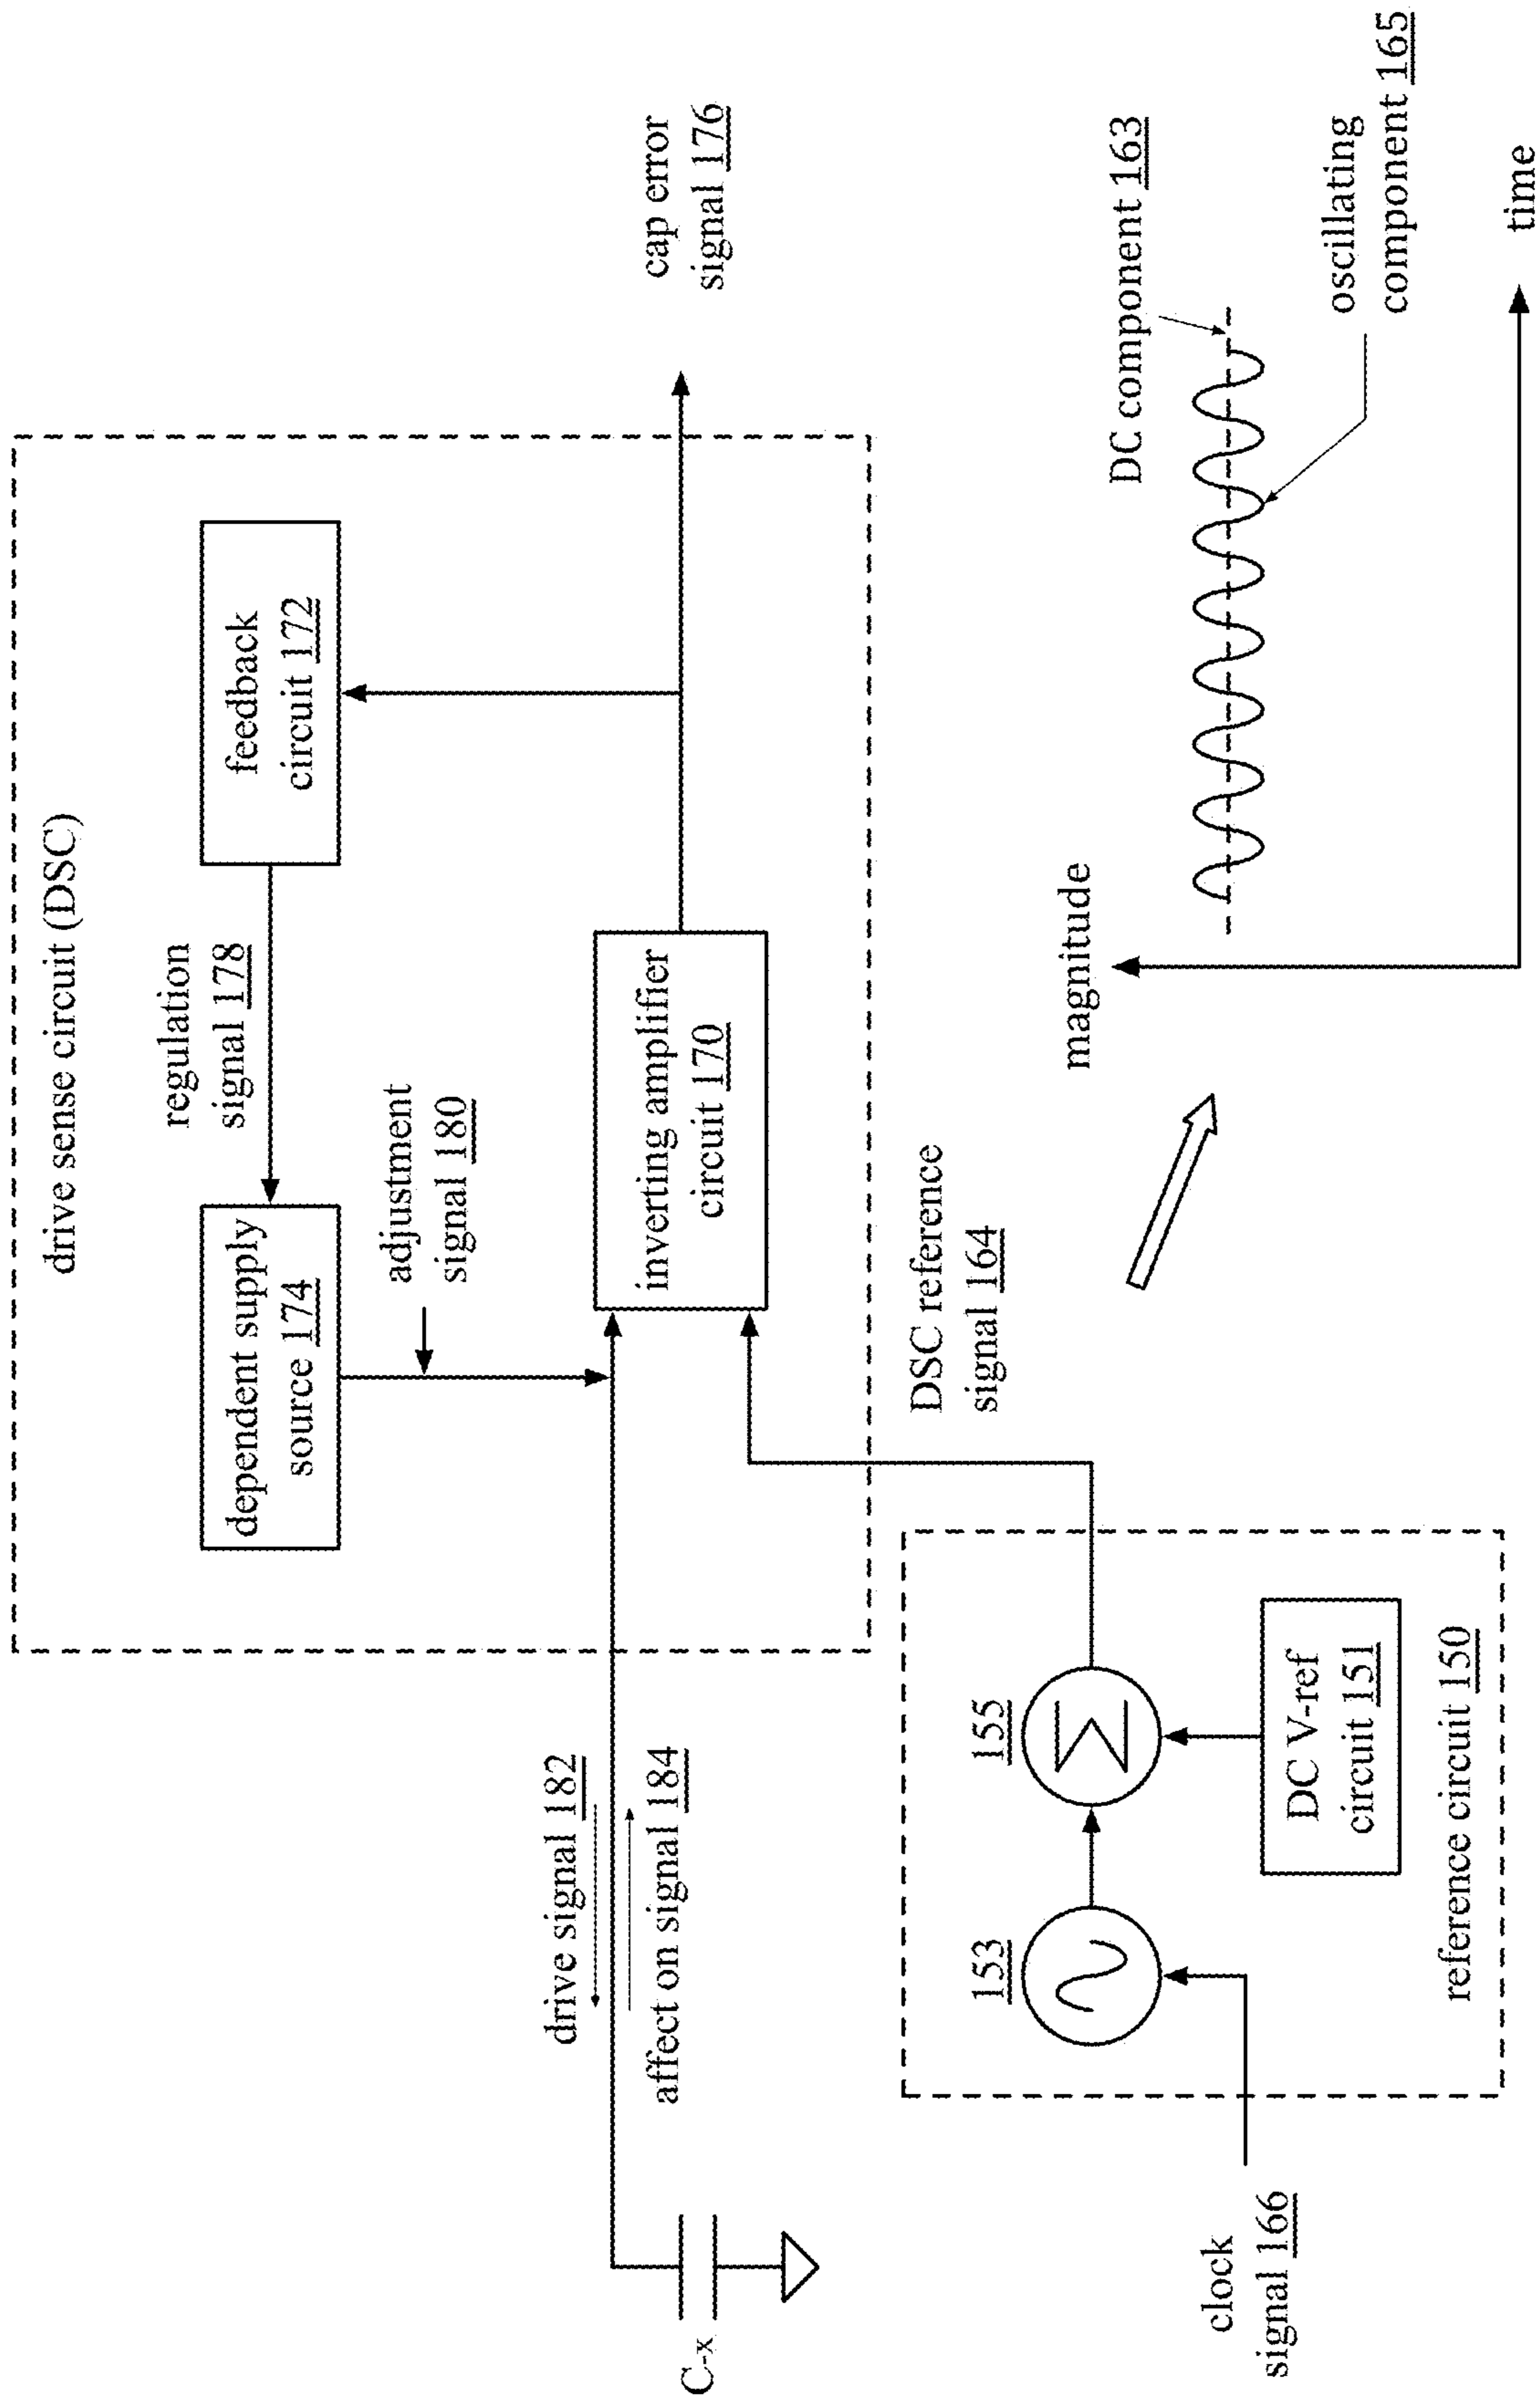 drive sense circuit (DSC)
dependent supply
source 174
regulation
signal 178
feedback
circuit 172
adjustment
signal 180
drive signal 182
affect on signal 184
C-x
inverting amplifier
circuit 170
cap error
signal 176
DSC reference
signal 164
153
155
DC V-ref
circuit 151
reference circuit 150
clock
signal 166
magnitude
DC component 163
oscillating
component 165
time